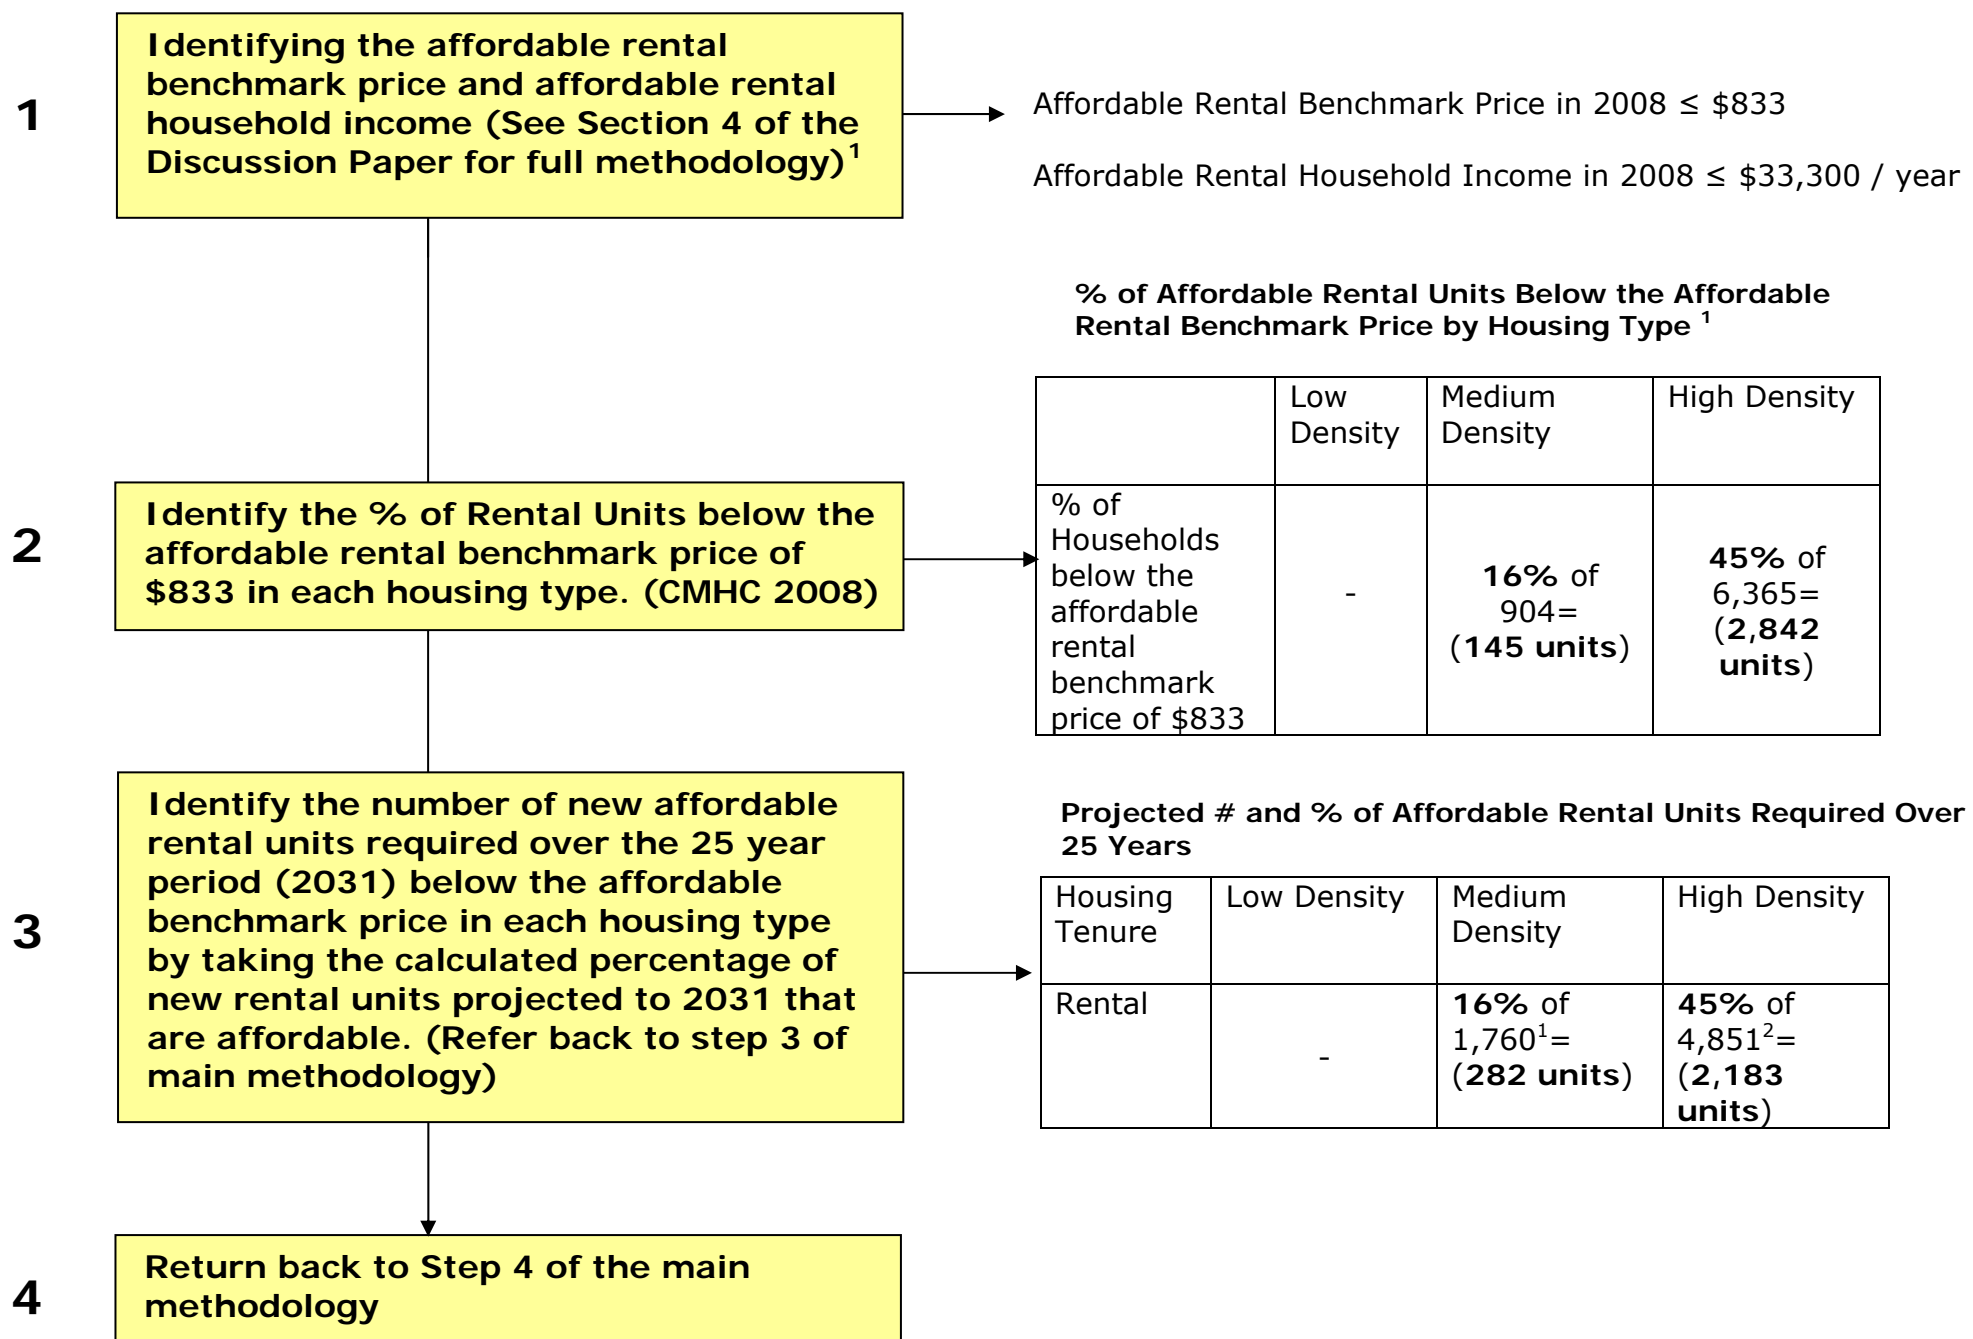 1
Identifying the affordable rental
benchmark price and affordable rental
household income (See Section 4 of the
Discussion Paper for full methodology)¹
Affordable Rental Benchmark Price in 2008 ≤ $833
Affordable Rental Household Income in 2008 ≤ $33,300 / year
% of Affordable Rental Units Below the Affordable
Rental Benchmark Price by Housing Type ¹
Low
Density
Medium
Density
High Density
2
Identify the % of Rental Units below the
affordable rental benchmark price of
$833 in each housing type. (CMHC 2008)
% of
Households
below the
affordable
rental
benchmark
price of $833
-
16% of
904=
(145 units)
45% of
6,365=
(2,842
units)
3
Identify the number of new affordable
rental units required over the 25 year
period (2031) below the affordable
benchmark price in each housing type
by taking the calculated percentage of
new rental units projected to 2031 that
are affordable. (Refer back to step 3 of
main methodology)
Projected # and % of Affordable Rental Units Required Over
25 Years
Housing
Tenure
Low Density
Medium
Density
High Density
Rental
-
16% of
1,760¹=
(282 units)
45% of
4,851²=
(2,183
units)
4
Return back to Step 4 of the main
methodology